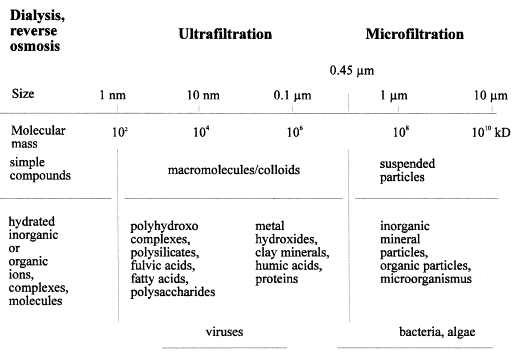 Dialysis,
reverse
osmosis
Ultrafiltration
Microfiltration
0.45 µm
Size 1 nm 10 nm 0.1 µm 1 µm 10 µm
Molecular
mass
10² 10⁴ 10⁶ 10⁸ 10¹⁰ kD
simple
compounds
macromolecules/colloids
suspended
particles
hydrated
inorganic
or
organic
ions,
complexes,
molecules
polyhydroxo
complexes,
polysilicates,
fulvic acids,
fatty acids,
polysaccharides
metal
hydroxides,
clay minerals,
humic acids,
proteins
inorganic
mineral
particles,
organic particles,
microorganismus
viruses
bacteria, algae